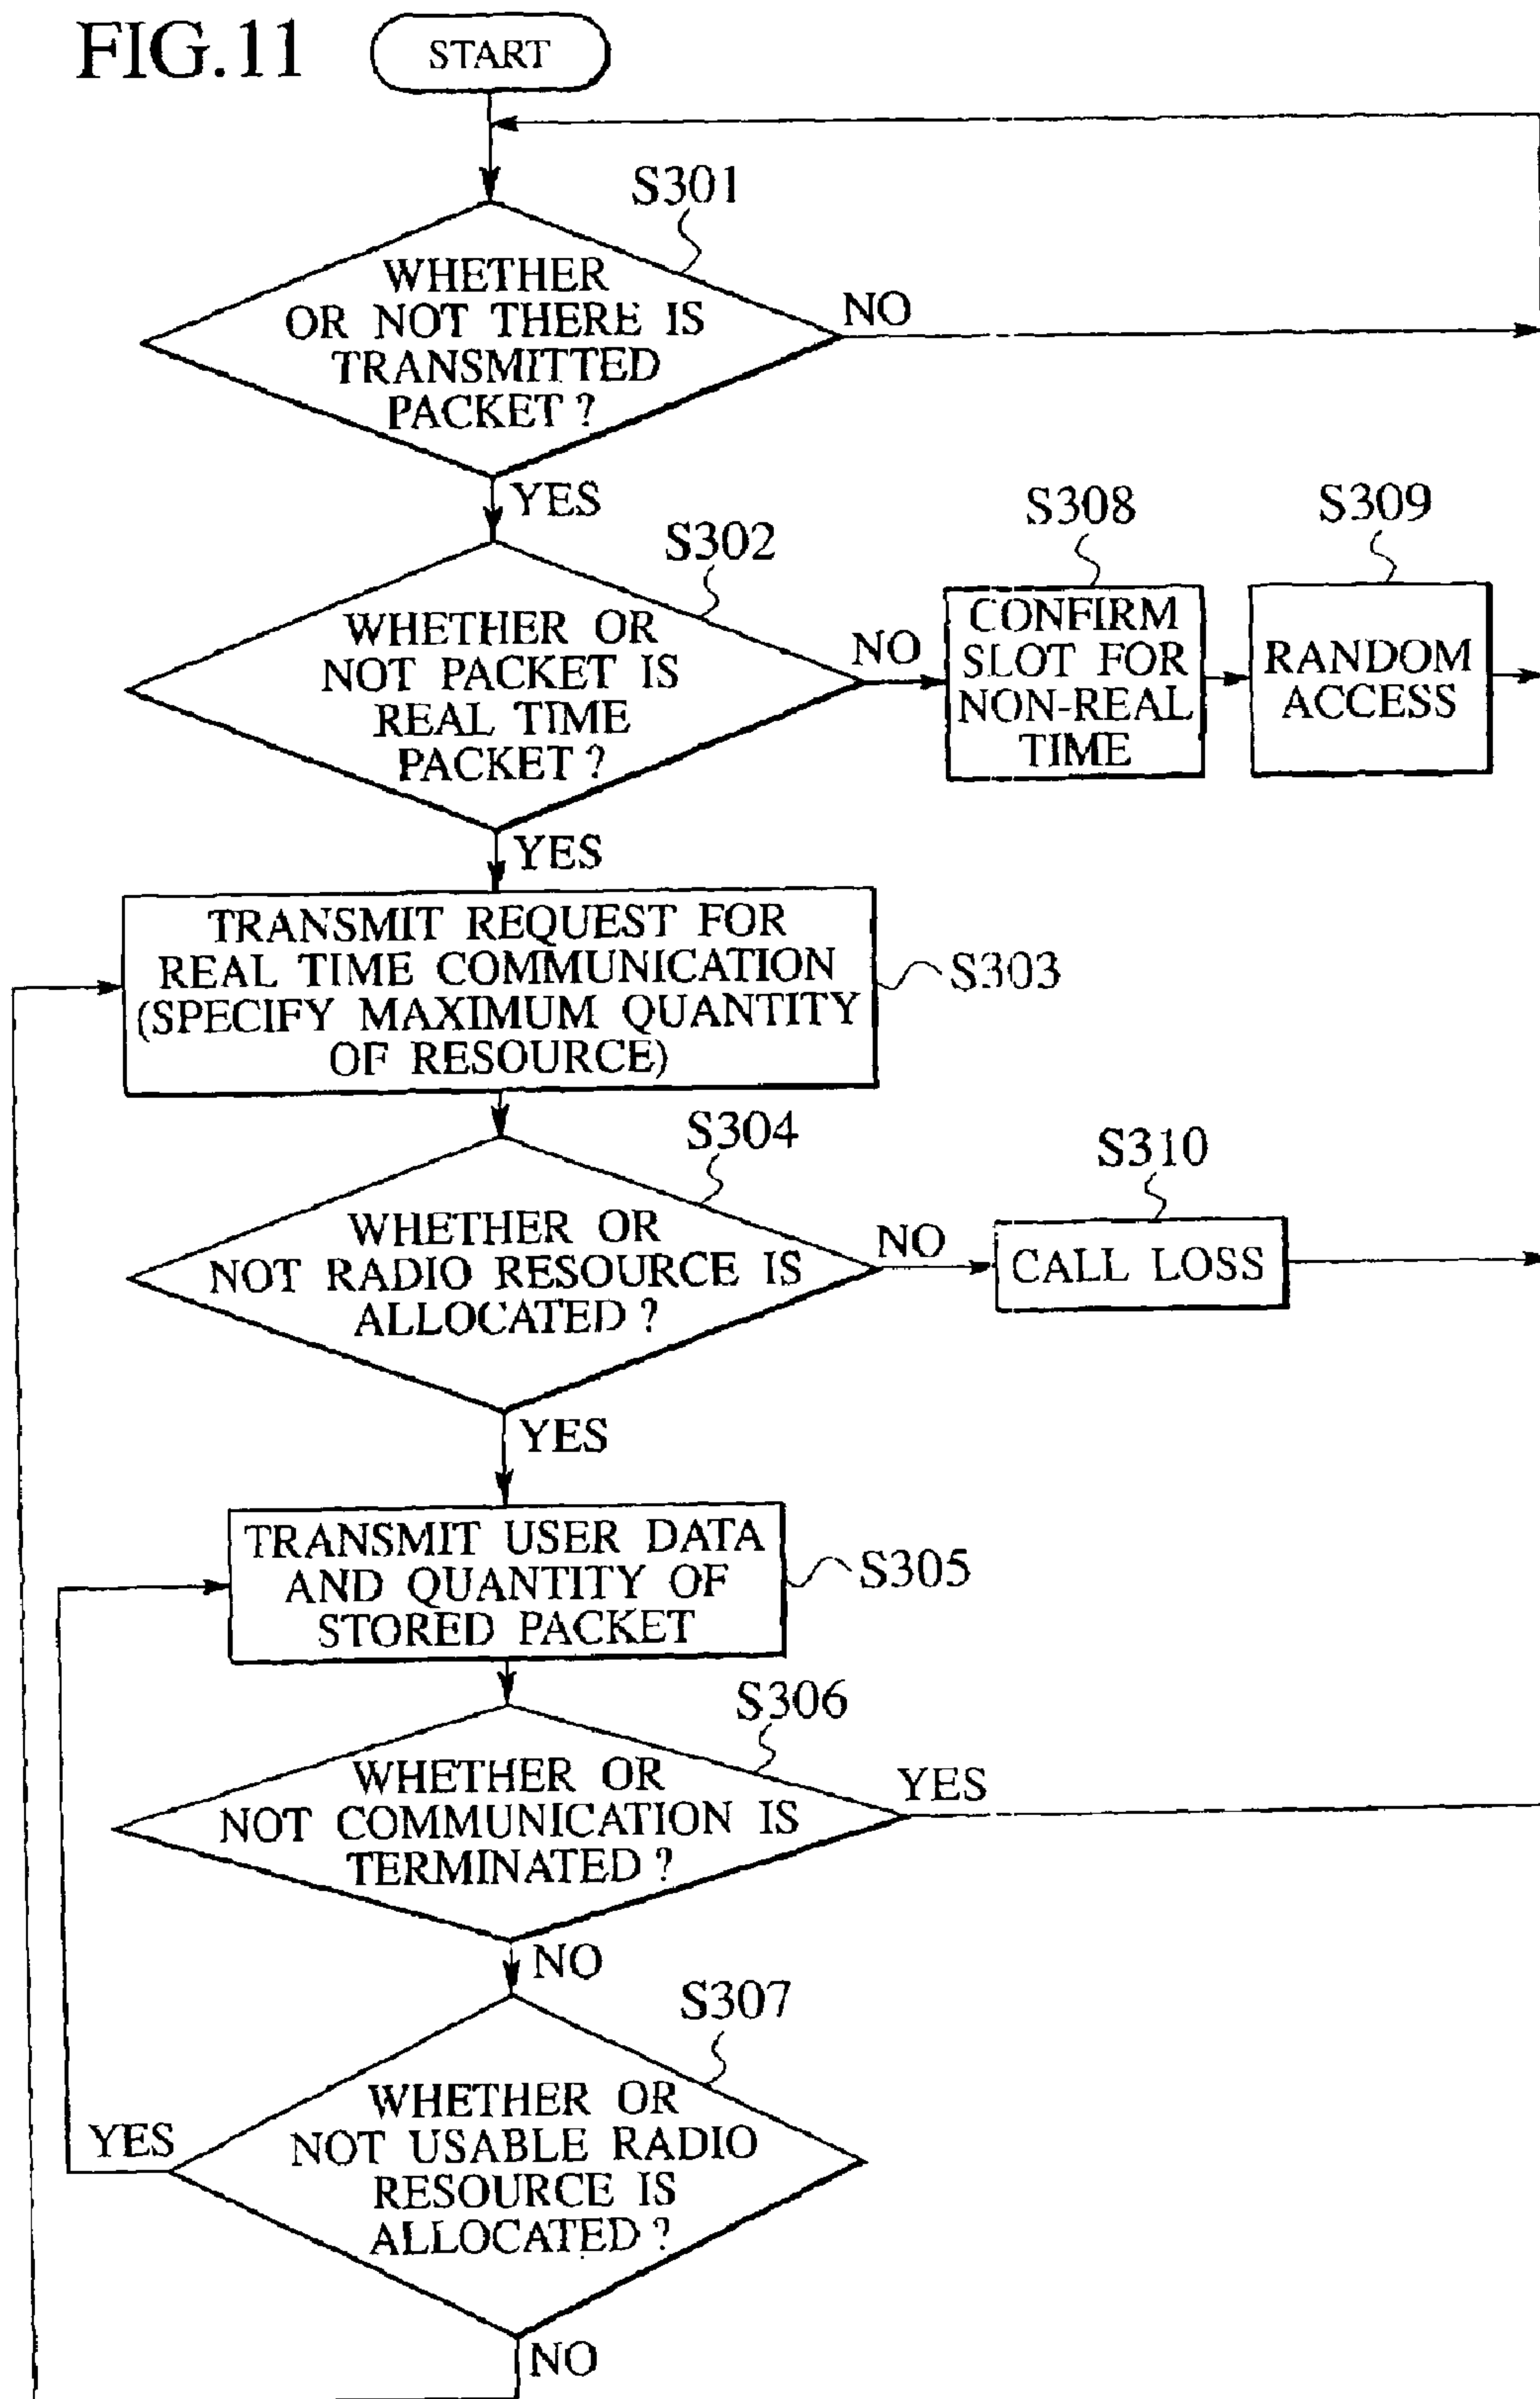 FIG.11
START
S301
WHETHER
OR NOT THERE IS
TRANSMITTED
PACKET?
NO
YES
S302
WHETHER OR
NOT PACKET IS
REAL TIME
PACKET?
NO
S308
CONFIRM
SLOT FOR
NON-REAL
TIME
S309
RANDOM
ACCESS
YES
TRANSMIT REQUEST FOR
REAL TIME COMMUNICATION
(SPECIFY MAXIMUM QUANTITY
OF RESOURCE)
S303
S304
WHETHER OR
NOT RADIO RESOURCE IS
ALLOCATED?
NO
S310
CALL LOSS
YES
TRANSMIT USER DATA
AND QUANTITY OF
STORED PACKET
S305
S306
WHETHER OR
NOT COMMUNICATION IS
TERMINATED?
YES
NO
S307
WHETHER OR
NOT USABLE RADIO
RESOURCE IS
ALLOCATED?
YES
NO